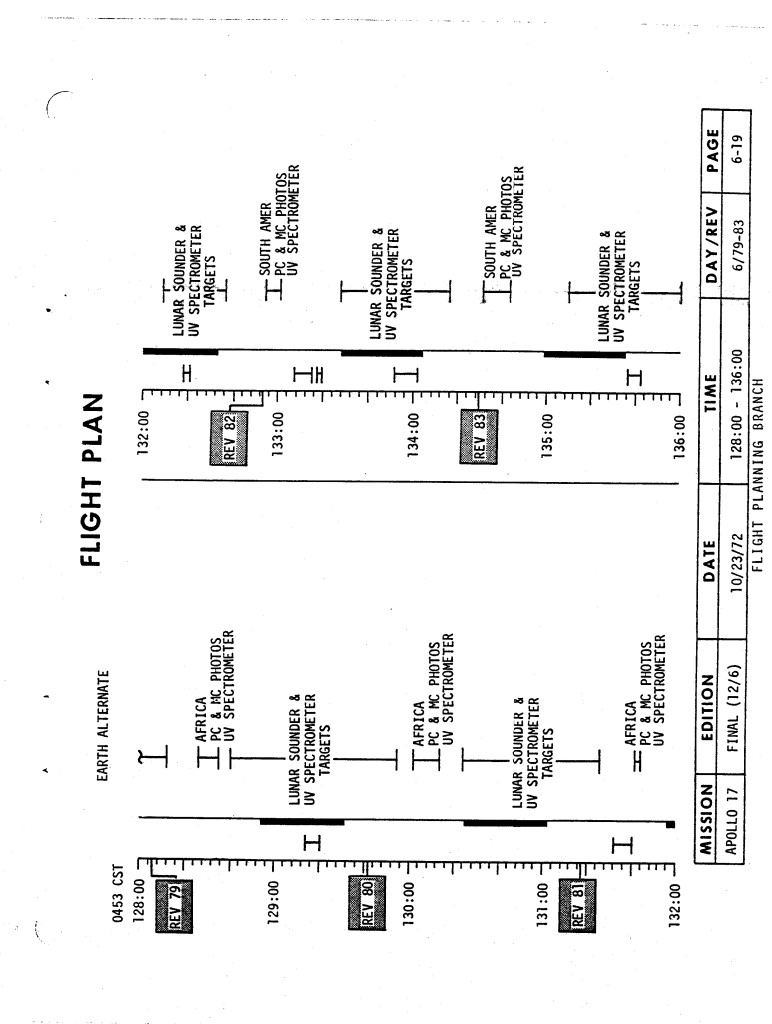 FLIGHT PLAN
EARTH ALTERNATE
0453 CST
128:00
REV 79
129:00
REV 80
130:00
131:00
REV 81
132:00
AFRICA
PC & MC PHOTOS
UV SPECTROMETER
LUNAR SOUNDER &
UV SPECTROMETER
TARGETS
AFRICA
PC & MC PHOTOS
UV SPECTROMETER
LUNAR SOUNDER &
UV SPECTROMETER
TARGETS
AFRICA
PC & MC PHOTOS
UV SPECTROMETER
132:00
REV 82
133:00
134:00
REV 83
135:00
136:00
LUNAR SOUNDER &
UV SPECTROMETER
TARGETS
SOUTH AMER
PC & MC PHOTOS
UV SPECTROMETER
LUNAR SOUNDER &
UV SPECTROMETER
TARGETS
SOUTH AMER
PC & MC PHOTOS
UV SPECTROMETER
LUNAR SOUNDER &
UV SPECTROMETER
TARGETS
MISSION EDITION DATE TIME DAY/REV PAGE
APOLLO 17 FINAL (12/6) 10/23/72 128:00 - 136:00 6/79-83 6-19
FLIGHT PLANNING BRANCH